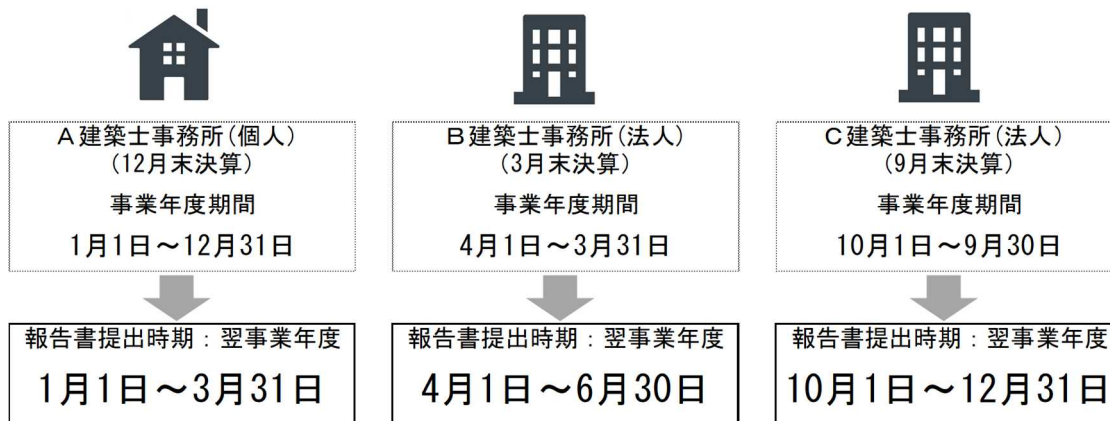 A建築士事務所(個人)
(12月末決算)
事業年度期間
1月1日～12月31日
報告書提出時期：翌事業年度
1月1日～3月31日
B建築士事務所(法人)
(3月末決算)
事業年度期間
4月1日～3月31日
報告書提出時期：翌事業年度
4月1日～6月30日
C建築士事務所(法人)
(9月末決算)
事業年度期間
10月1日～9月30日
報告書提出時期：翌事業年度
10月1日～12月31日